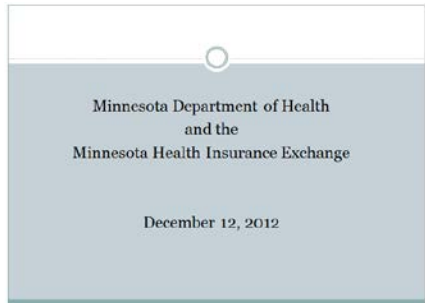 Minnesota Department of Health
and the
Minnesota Health Insurance Exchange
December 12, 2012